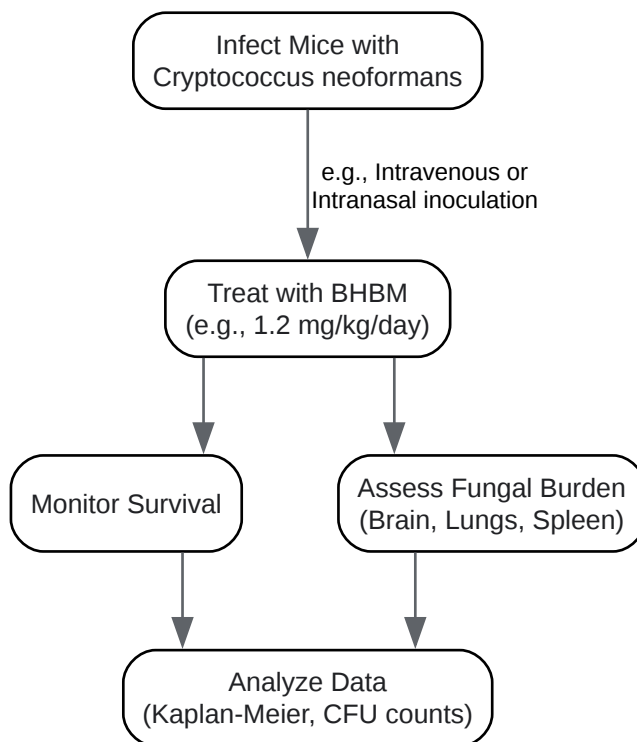 Infect Mice with
Cryptococcus neoformans
e.g., Intravenous or
Intranasal inoculation
Treat with BHBM
(e.g., 1.2 mg/kg/day)
Monitor Survival
Assess Fungal Burden
(Brain, Lungs, Spleen)
Analyze Data
(Kaplan-Meier, CFU counts)